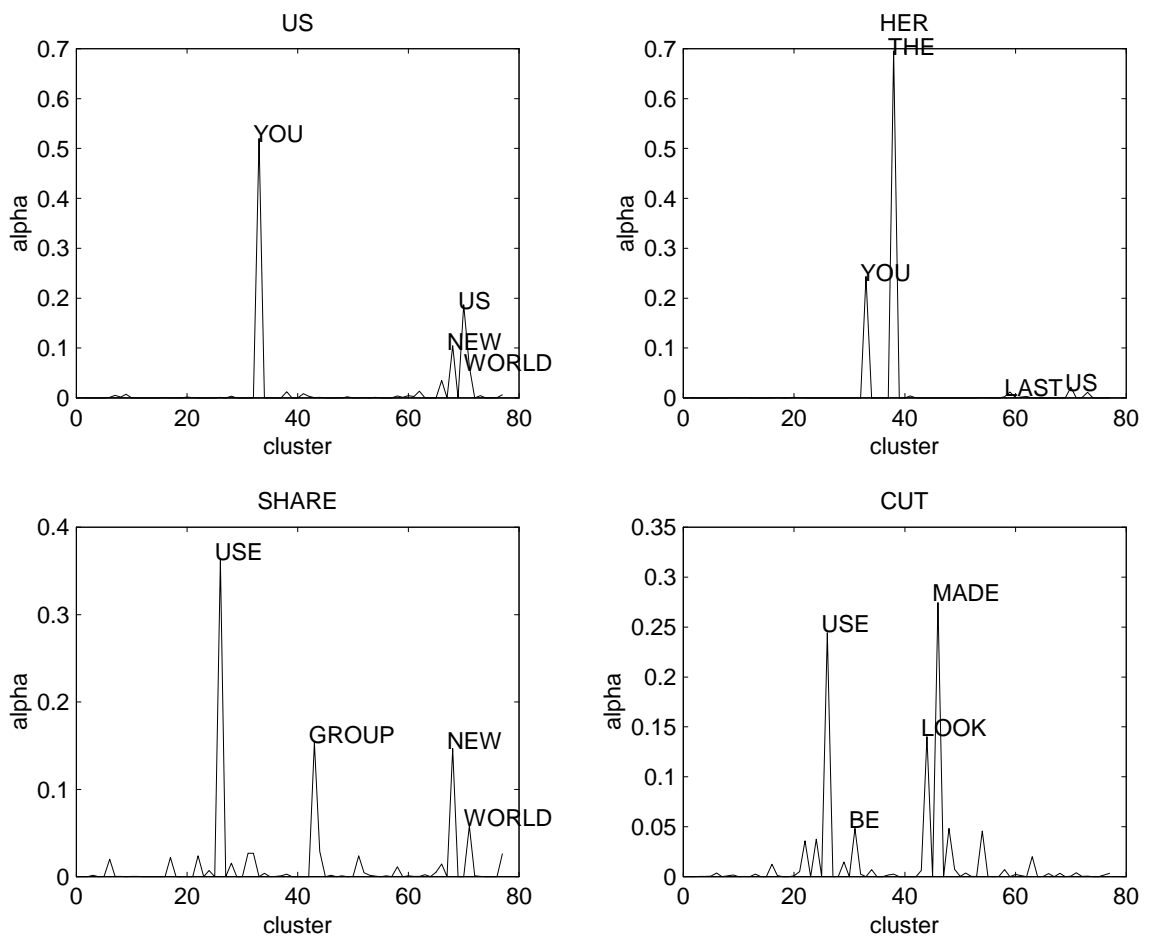 US
0.7
0.6
0.5
0.4
0.3
0.2
0.1
0
alpha
YOU
US
NEW
WORLD
0 20 40 60 80
cluster
HER
0.7
0.6
0.5
0.4
0.3
0.2
0.1
0
alpha
THE
YOU
LAST
US
0 20 40 60 80
cluster
SHARE
0.4
0.3
0.2
0.1
0
alpha
USE
GROUP
NEW
WORLD
0 20 40 60 80
cluster
CUT
0.35
0.3
0.25
0.2
0.15
0.1
0.05
0
alpha
MADE
USE
LOOK
BE
0 20 40 60 80
cluster